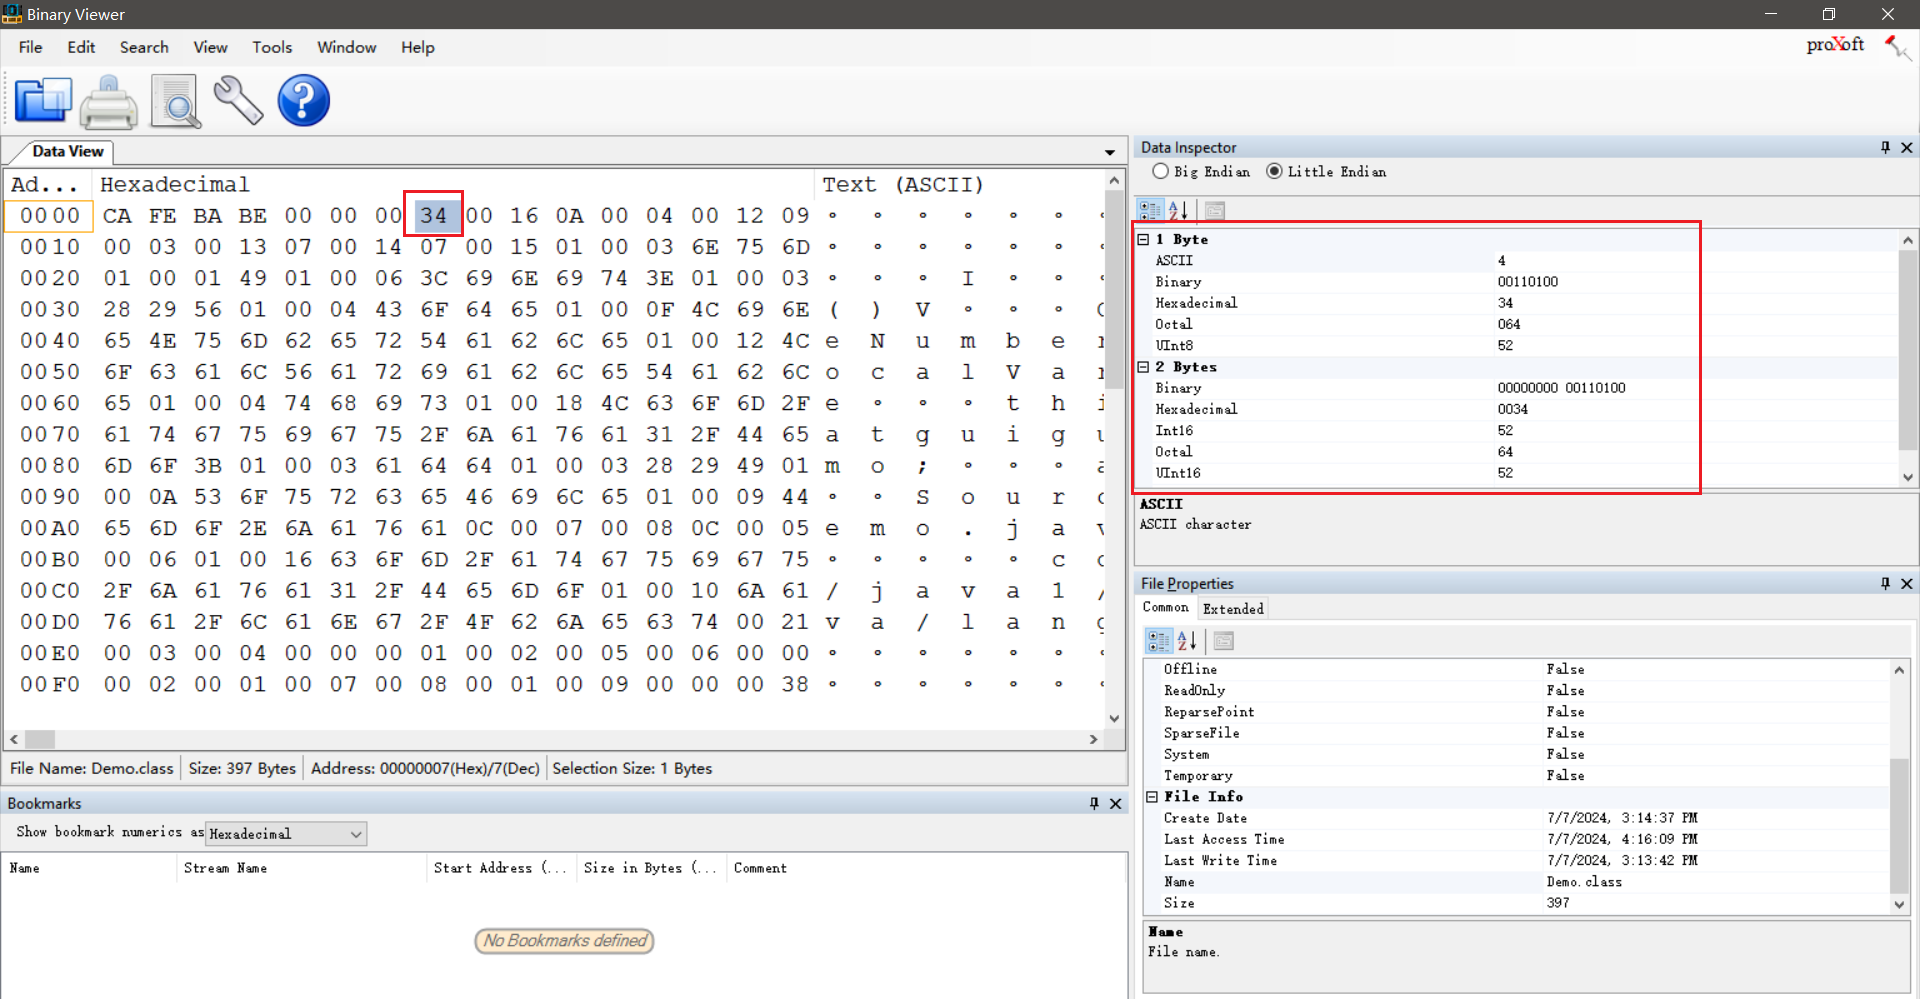 Binary Viewer
File Edit Search View Tools Window Help
proXoft
Data View
Ad... Hexadecimal Text (ASCII)
0000 CA FE BA BE 00 00 00 34 00 16 0A 00 04 00 12 09
0010 00 03 00 13 07 00 14 07 00 15 01 00 03 6E 75 6D
0020 01 00 01 49 01 00 06 3C 69 6E 69 74 3E 01 00 03 I
0030 28 29 56 01 00 04 43 6F 64 65 01 00 0F 4C 69 6E ( ) V
0040 65 4E 75 6D 62 65 72 54 61 62 6C 65 01 00 12 4C e N u m b e r
0050 6F 63 61 6C 56 61 72 69 61 62 6C 65 54 61 62 6C o c a l V a r
0060 65 01 00 04 74 68 69 73 01 00 18 4C 63 6F 6D 2F e t h i
0070 61 74 67 75 69 67 75 2F 6A 61 76 61 31 2F 44 65 a t g u i g u
0080 6D 6F 3B 01 00 03 61 64 64 01 00 03 28 29 49 01 m o ; a
0090 00 0A 53 6F 75 72 63 65 46 69 6C 65 01 00 09 44 S o u r c
00A0 65 6D 6F 2E 6A 61 76 61 0C 00 07 00 08 0C 00 05 e m o . j a v
00B0 00 06 01 00 16 63 6F 6D 2F 61 74 67 75 69 67 75 c o
00C0 2F 6A 61 76 61 31 2F 44 65 6D 6F 01 00 10 6A 61 / j a v a 1 /
00D0 76 61 2F 6C 61 6E 67 2F 4F 62 6A 65 63 74 00 21 v a / l a n g
00E0 00 03 00 04 00 00 00 01 00 02 00 05 00 06 00 00
00F0 00 02 00 01 00 07 00 08 00 01 00 09 00 00 00 38
File Name: Demo.class Size: 397 Bytes Address: 00000007(Hex)/7(Dec) Selection Size: 1 Bytes
Bookmarks
Show bookmark numerics as Hexadecimal
Name Stream Name Start Address (... Size in Bytes (... Comment
No Bookmarks defined
Data Inspector
Big Endian Little Endian
1 Byte
ASCII 4
Binary 00110100
Hexadecimal 34
Octal 064
UInt8 52
2 Bytes
Binary 00000000 00110100
Hexadecimal 0034
Int16 52
Octal 64
UInt16 52
ASCII
ASCII character
File Properties
Common Extended
Offline False
ReadOnly False
ReparsePoint False
SparseFile False
System False
Temporary False
File Info
Create Date 7/7/2024, 3:14:37 PM
Last Access Time 7/7/2024, 4:16:09 PM
Last Write Time 7/7/2024, 3:13:42 PM
Name Demo.class
Size 397
Name
File name.